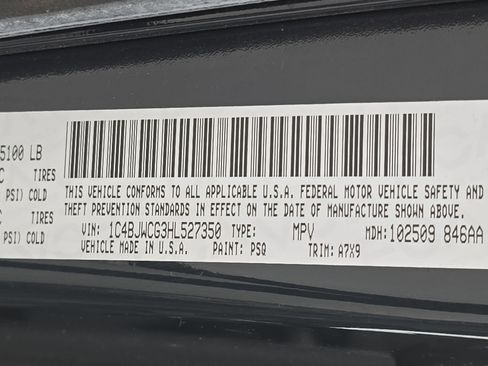 5100 LB
C TIRES
PSI) COLD
C TIRES
PSI) COLD
THIS VEHICLE CONFORMS TO ALL APPLICABLE U.S.A. FEDERAL MOTOR VEHICLE SAFETY AND
THEFT PREVENTION STANDARDS IN EFFECT ON THE DATE OF MANUFACTURE SHOWN ABOVE.
VIN: 1C4BJWCG3HL527350 TYPE: MPV MDH: 102509 846AA
VEHICLE MADE IN U.S.A. PAINT: PSQ TRIM: A7X9